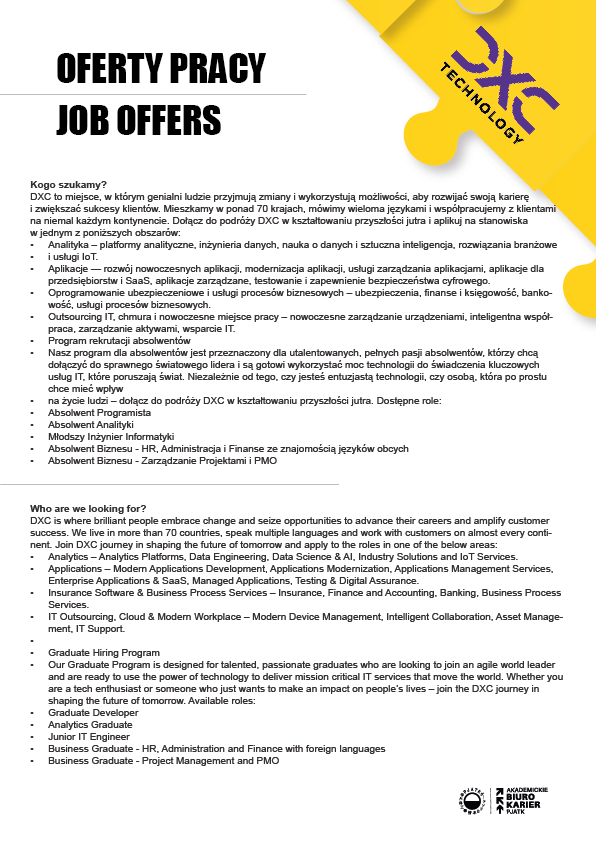 OFERTY PRACY
JOB OFFERS
DXC
TECHNOLOGY
Kogo szukamy?
DXC to miejsce, w którym genialni ludzie przyjmują zmiany i wykorzystują możliwości, aby rozwijać swoją karierę
i zwiększać sukcesy klientów. Mieszkamy w ponad 70 krajach, mówimy wieloma językami i współpracujemy z klientami
na niemal każdym kontynencie. Dołącz do podróży DXC w kształtowaniu przyszłości jutra i aplikuj na stanowiska
w jednym z poniższych obszarów:
• Analityka – platformy analityczne, inżynieria danych, nauka o danych i sztuczna inteligencja, rozwiązania branżowe
• i usługi IoT.
• Aplikacje –- rozwój nowoczesnych aplikacji, modernizacja aplikacji, usługi zarządzania aplikacjami, aplikacje dla
przedsiębiorstw i SaaS, aplikacje zarządzane, testowanie i zapewnienie bezpieczeństwa cyfrowego.
• Oprogramowanie ubezpieczeniowe i usługi procesów biznesowych – ubezpieczenia, finanse i księgowość, banko-
wość, usługi procesów biznesowych.
• Outsourcing IT, chmura i nowoczesne miejsce pracy – nowoczesne zarządzanie urządzeniami, inteligentna współ-
praca, zarządzanie aktywami, wsparcie IT.
• Program rekrutacji absolwentów
• Nasz program dla absolwentów jest przeznaczony dla utalentowanych, pełnych pasji absolwentów, którzy chcą
dołączyć do sprawnego światowego lidera i są gotowi wykorzystać moc technologii do świadczenia kluczowych
usług IT, które poruszają świat. Niezależnie od tego, czy jesteś entuzjastą technologii, czy osobą, która po prostu
chce mieć wpływ
• na życie ludzi – dołącz do podróży DXC w kształtowaniu przyszłości jutra. Dostępne role:
• Absolwent Programista
• Absolwent Analityki
• Młodszy Inżynier Informatyki
• Absolwent Biznesu - HR, Administracja i Finanse ze znajomością języków obcych
• Absolwent Biznesu - Zarządzanie Projektami i PMO
Who are we looking for?
DXC is where brilliant people embrace change and seize opportunities to advance their careers and amplify customer
success. We live in more than 70 countries, speak multiple languages and work with customers on almost every conti-
nent. Join DXC journey in shaping the future of tomorrow and apply to the roles in one of the below areas:
• Analytics – Analytics Platforms, Data Engineering, Data Science & AI, Industry Solutions and IoT Services.
• Applications – Modern Applications Development, Applications Modernization, Applications Management Services,
Enterprise Applications & SaaS, Managed Applications, Testing & Digital Assurance.
• Insurance Software & Business Process Services – Insurance, Finance and Accounting, Banking, Business Process
Services.
• IT Outsourcing, Cloud & Modern Workplace – Modern Device Management, Intelligent Collaboration, Asset Manage-
ment, IT Support.
•
• Graduate Hiring Program
• Our Graduate Program is designed for talented, passionate graduates who are looking to join an agile world leader
and are ready to use the power of technology to deliver mission critical IT services that move the world. Whether you
are a tech enthusiast or someone who just wants to make an impact on people's lives – join the DXC journey in
shaping the future of tomorrow. Available roles:
• Graduate Developer
• Analytics Graduate
• Junior IT Engineer
• Business Graduate - HR, Administration and Finance with foreign languages
• Business Graduate - Project Management and PMO
AKADEMICKIE
BIURO
KARIER
PJATK